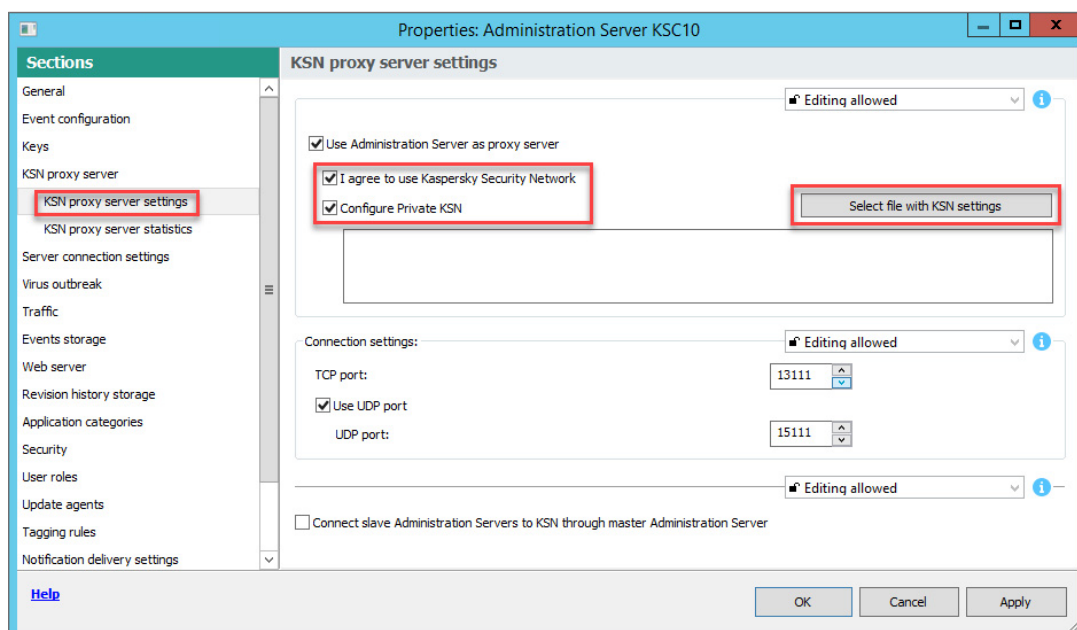 Properties: Administration Server KSC10
x
Sections
General
Event configuration
Keys
KSN proxy server
KSN proxy server settings
KSN proxy server statistics
Server connection settings
Virus outbreak
Traffic
Events storage
Web server
Revision history storage
Application categories
Security
User roles
Update agents
Tagging rules
Notification delivery settings
KSN proxy server settings
Editing allowed
Use Administration Server as proxy server
I agree to use Kaspersky Security Network
Configure Private KSN
Select file with KSN settings
Connection settings:
Editing allowed
TCP port:
13111
Use UDP port
UDP port:
15111
Editing allowed
Connect slave Administration Servers to KSN through master Administration Server
Help
OK
Cancel
Apply